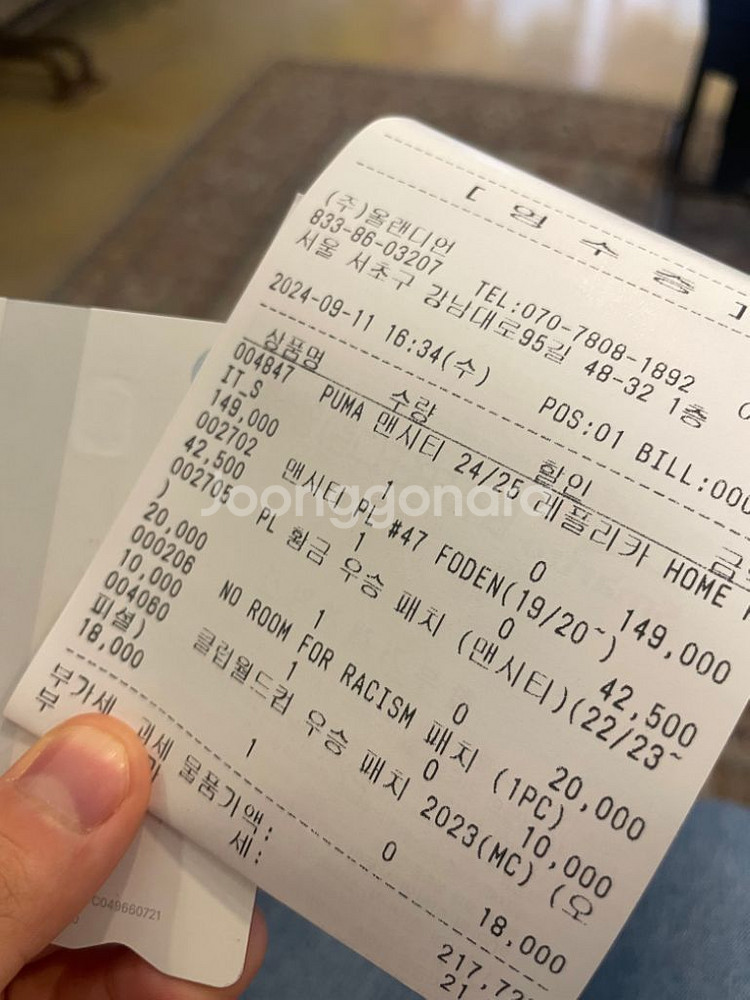 [ 영 수 증 ]
(주)올랜디언
833-86-03207 TEL:070-7808-1892
서울 서초구 강남대로95길 48-32 1층
2024-09-11 16:34(수) POS:01 BILL:000
상품명 수량 할인
004847 PUMA 맨시티 24/25 레플리카 HOME
IT_S
149,000 1 0 149,000
002702 맨시티 PL #47 FODEN(19/20~)
42,500 1 0 42,500
002705 PL 황금 우승 패치 (맨시티)(22/23~
)
20,000 1 0 20,000
000206 NO ROOM FOR RACISM 패치 (1PC)
10,000 1 0 10,000
004060 클럽월드컵 우승 패치 2023(MC) (오
피셜)
18,000 1 0 18,000
부가세 과세 물품가액: 217,72
부 가 세: 21
C049660721
joonggonara